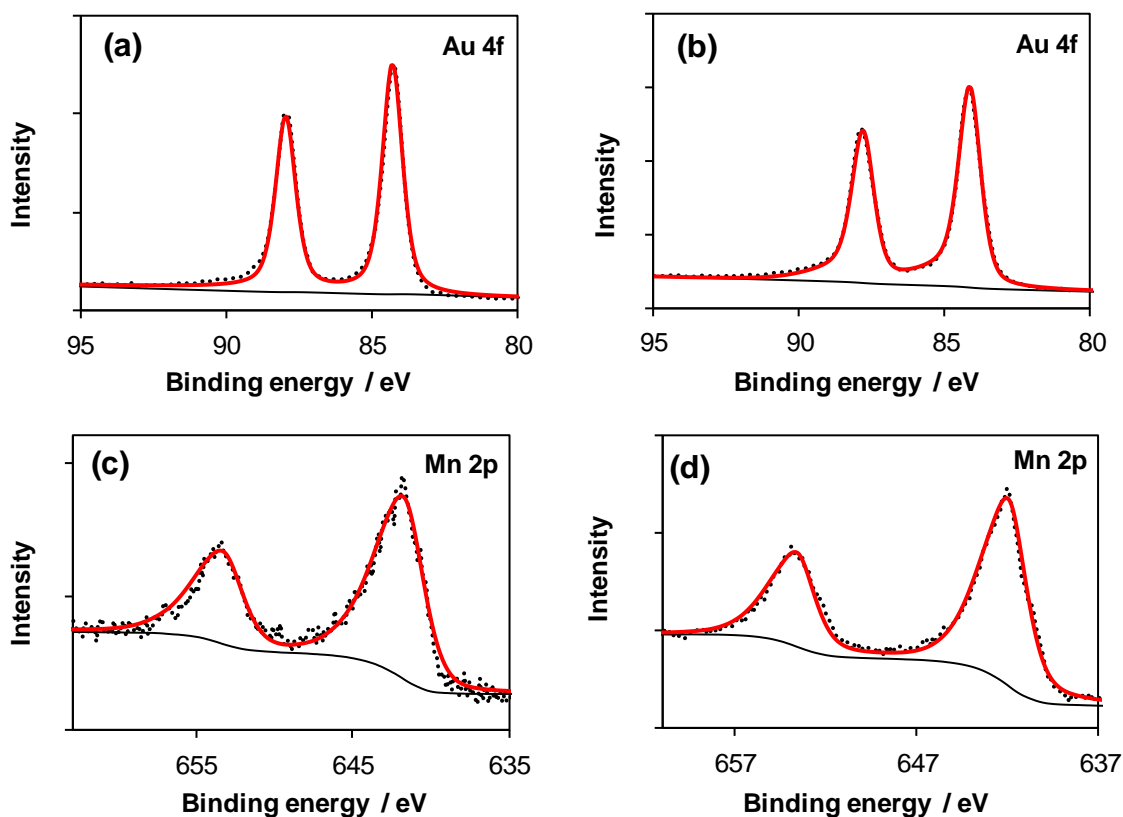 (a)
Au 4f
Intensity
95
90
85
80
Binding energy / eV
(b)
Au 4f
Intensity
95
90
85
80
Binding energy / eV
(c)
Mn 2p
Intensity
655
645
635
Binding energy / eV
(d)
Mn 2p
Intensity
657
647
637
Binding energy / eV